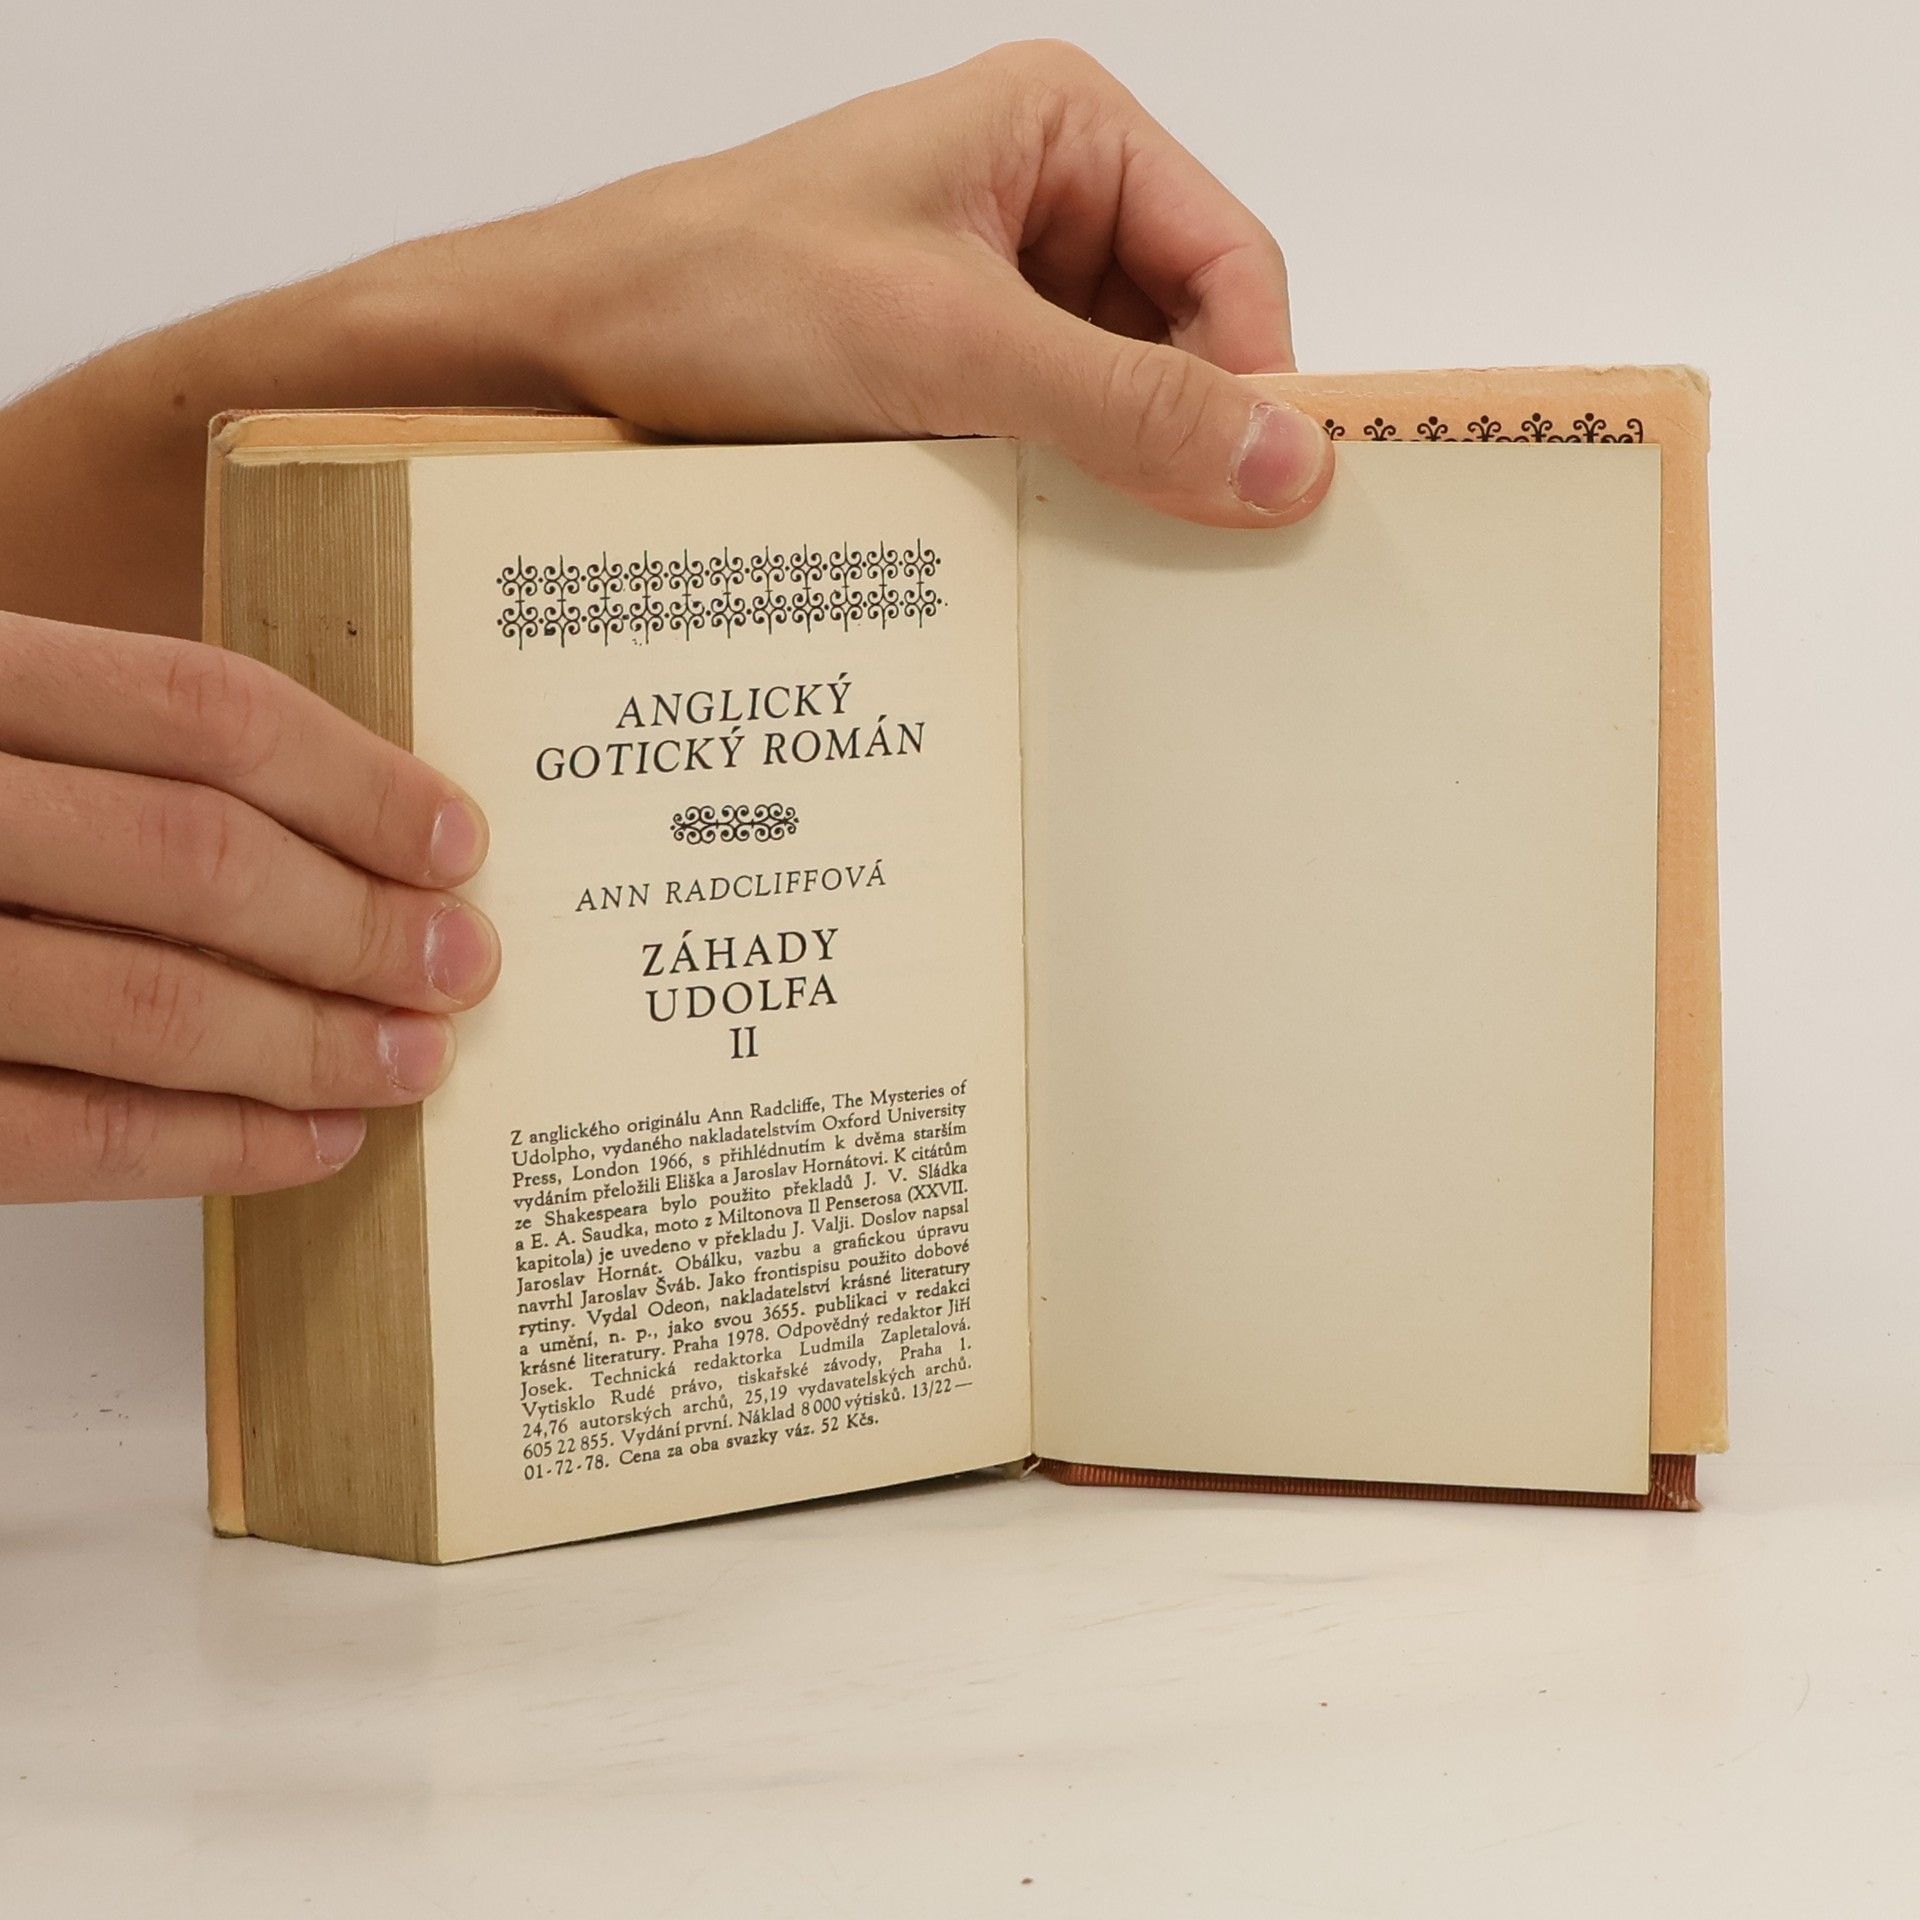 ANGLICKÝ
GOTICKÝ ROMÁN
ANN RADCLIFFOVÁ
ZÁHADY
UDOLFA
II
Z anglického originálu Ann Radcliffe, The Mysteries of
Udolpho, vydaného nakladatelstvím Oxford University
Press, London 1966, s přihlédnutím k dvěma starším
vydáním přeložili Eliška a Jaroslav Hornátovi. K citátům
ze Shakespeara bylo použito překladů J. V. Sládka
a E. A. Saudka, moto z Miltonova Il Penserosa (XXVII.
kapitola) je uvedeno v překladu J. Valji. Doslov napsal
Jaroslav Hornát. Obálku, vazbu a grafickou úpravu
navrhl Jaroslav Šváb. Jako frontispisu použito dobové
rytiny. Vydal Odeon, nakladatelství krásné literatury
a umění, n. p., jako svou 3655. publikaci v redakci
krásné literatury. Praha 1978. Odpovědný redaktor Jiří
Josek. Technická redaktorka Ludmila Zapletalová.
Vytisklo Rudé právo, tiskařské závody, Praha 1.
24,76 autorských archů, 25,19 vydavatelských archů.
605 22 855. Vydání první. Náklad 8 000 výtisků. 13/22 —
01-72-78. Cena za oba svazky váz. 52 Kčs.